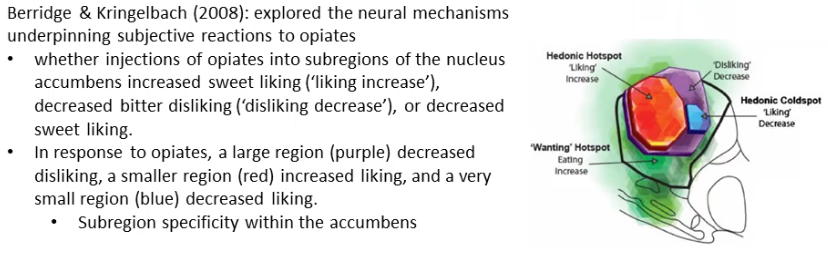 Berridge & Kringelbach (2008): explored the neural mechanisms
underpinning subjective reactions to opiates
• whether injections of opiates into subregions of the nucleus
accumbens increased sweet liking (‘liking increase’),
decreased bitter disliking (‘disliking decrease’), or decreased
sweet liking.
• In response to opiates, a large region (purple) decreased
disliking, a smaller region (red) increased liking, and a very
small region (blue) decreased liking.
• Subregion specificity within the accumbens
Hedonic Hotspot
'Liking'
Increase
'Disliking'
Decrease
Hedonic Coldspot
'Liking'
Decrease
'Wanting' Hotspot
Eating
Increase